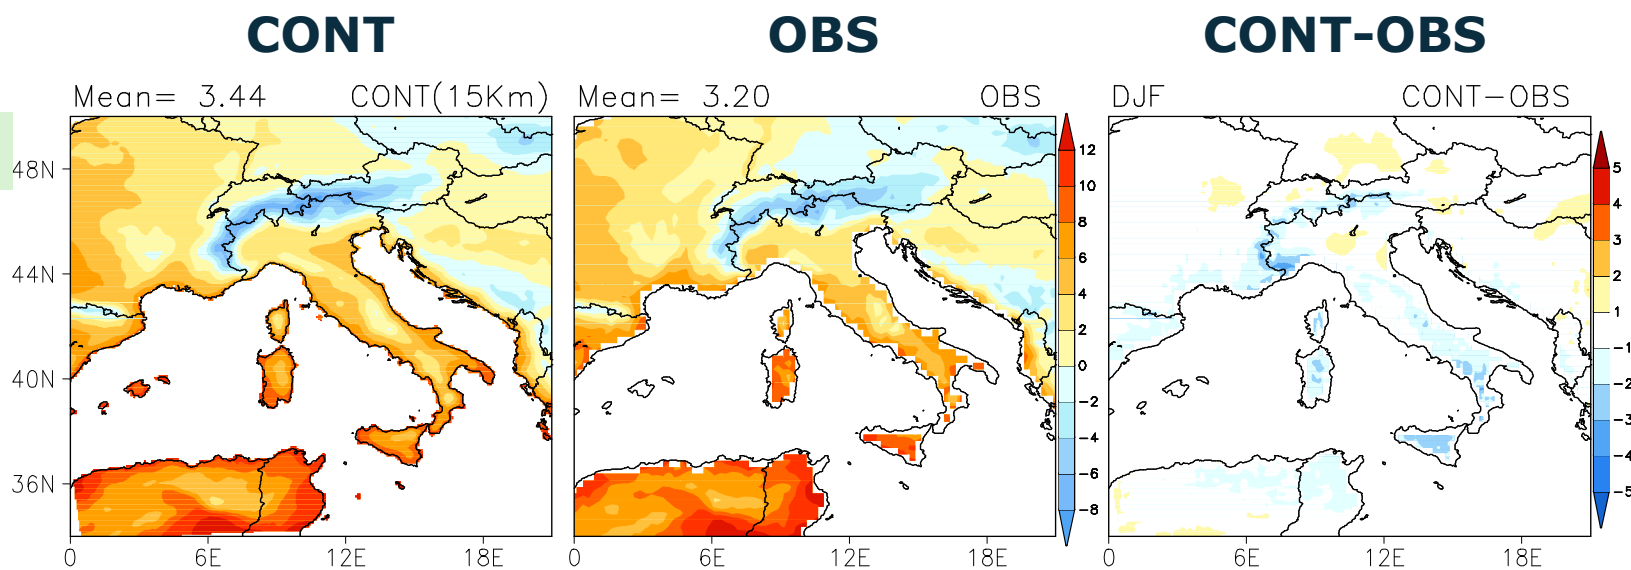 CONT OBS CONT-OBS
Mean= 3.44 CONT(15Km) Mean= 3.20 OBS DJF CONT-OBS
48N
44N
40N
36N
0 6E 12E 18E
12
10
8
6
4
2
0
-2
-4
-6
-8
0 6E 12E 18E
5
4
3
2
1
-1
-2
-3
-4
-5
0 6E 12E 18E